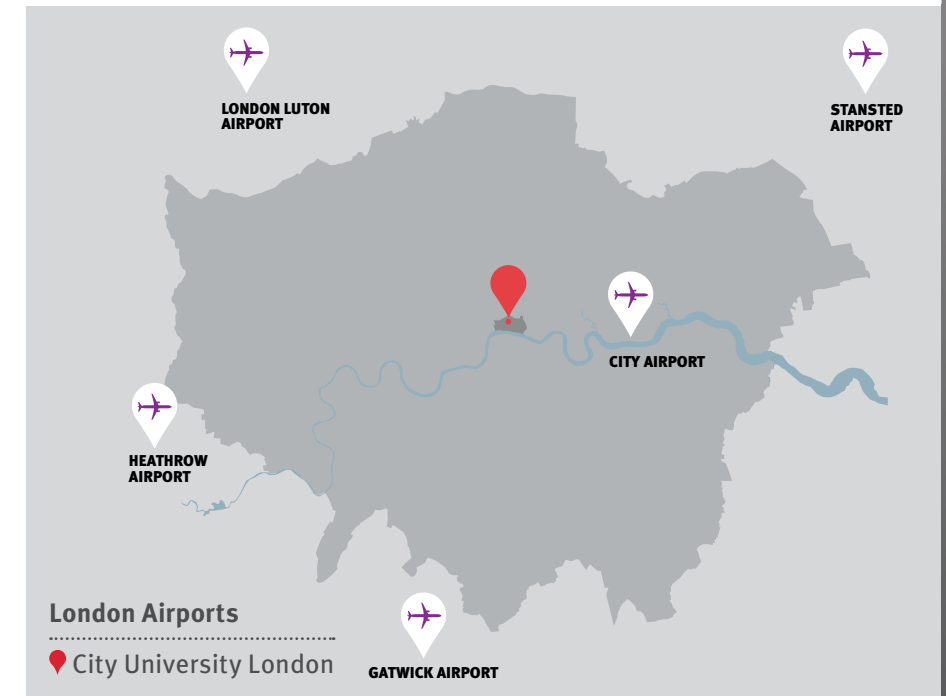 LONDON LUTON
AIRPORT
STANSTED
AIRPORT
CITY AIRPORT
HEATHROW
AIRPORT
GATWICK AIRPORT
London Airports
City University London